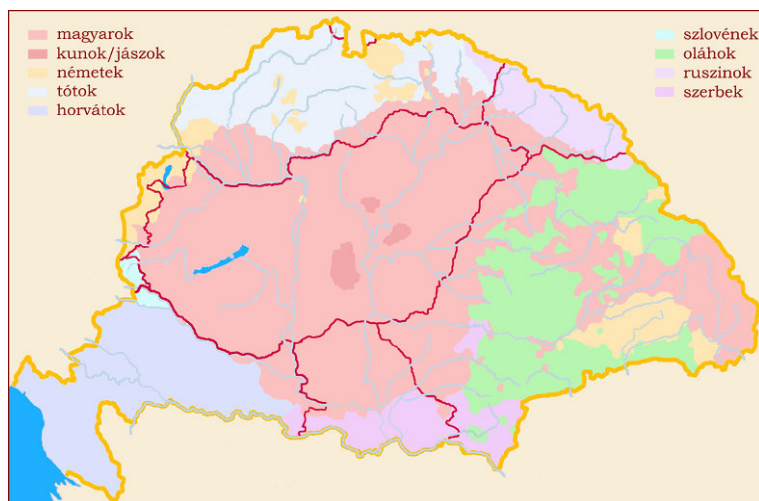 magyarok
kunok/jászok
németek
tótok
horvátok
szlovének
oláhok
ruszinok
szerbek